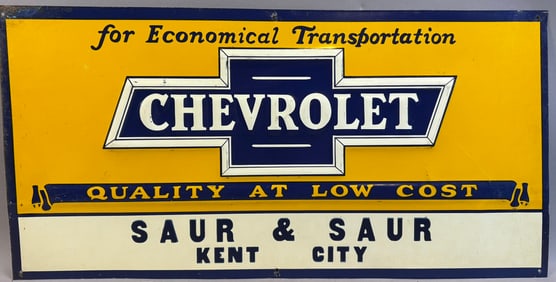 for Economical Transportation
CHEVROLET
QUALITY AT LOW COST
SAUR & SAUR
KENT CITY